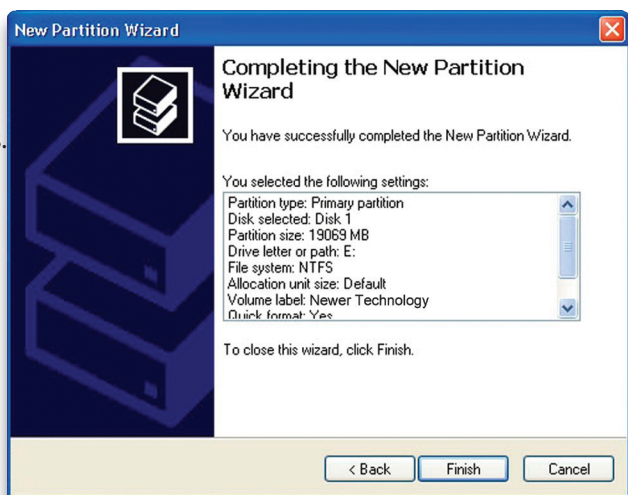 New Partition Wizard
Completing the New Partition
Wizard
You have successfully completed the New Partition Wizard.
You selected the following settings:
Partition type: Primary partition
Disk selected: Disk 1
Partition size: 19069 MB
Drive letter or path: E:
File system: NTFS
Allocation unit size: Default
Volume label: Newer Technology
Quick format: Yes
To close this wizard, click Finish.
< Back
Finish
Cancel